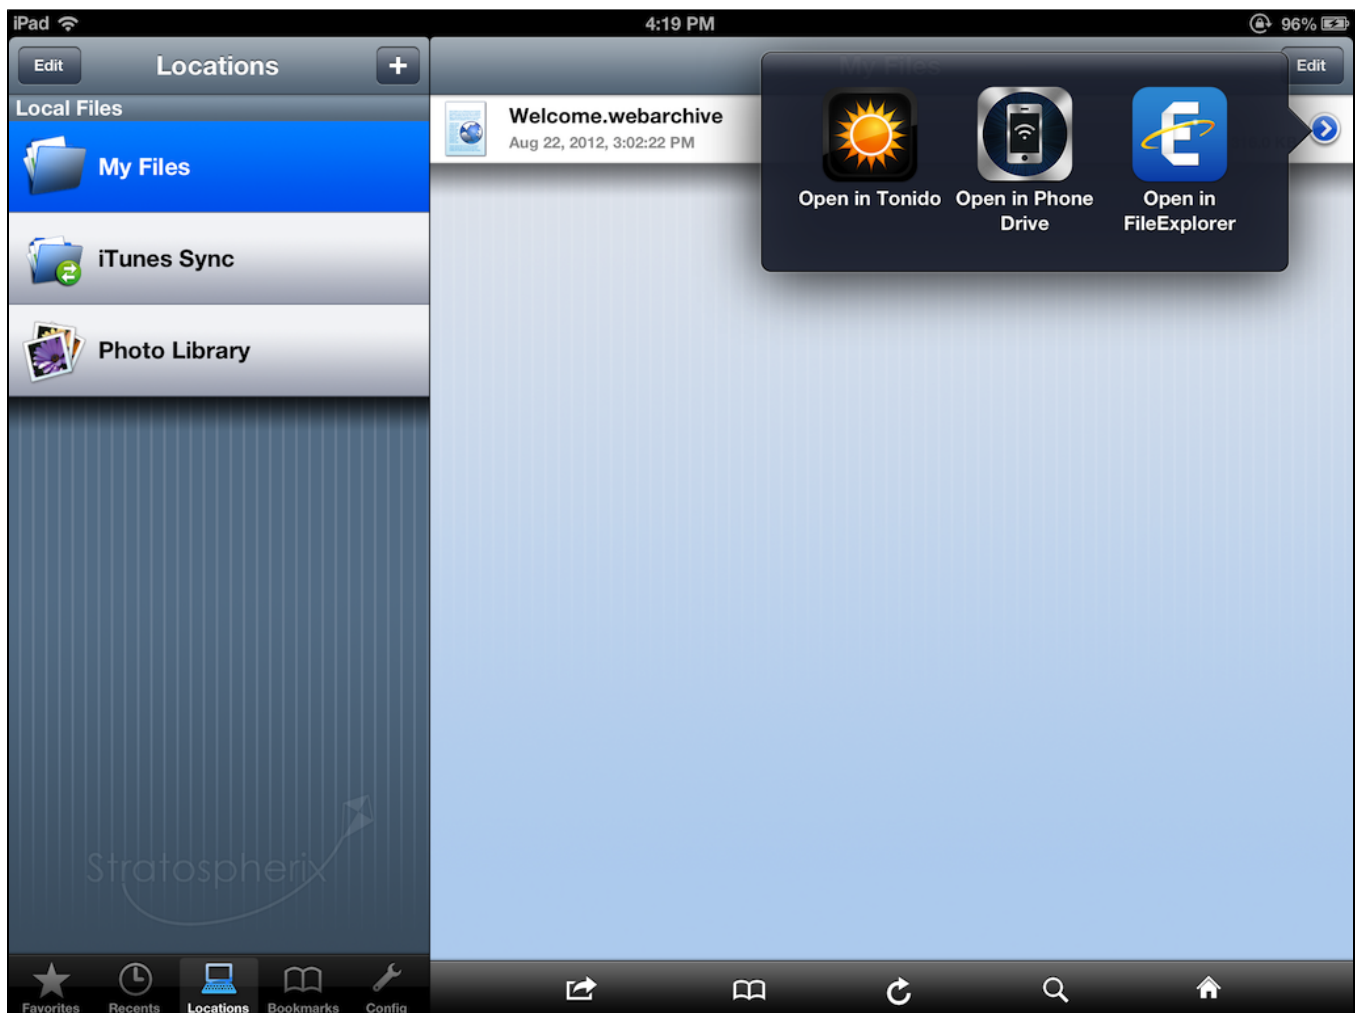 iPad 4:19 PM 96%
Edit Locations + My Files Edit
Local Files
My Files
iTunes Sync
Photo Library
Welcome.webarchive
Aug 22, 2012, 3:02:22 PM
Open in Tonido
Open in Phone
Drive
Open in
FileExplorer
Stratospherix
Favorites Recents Locations Bookmarks Config